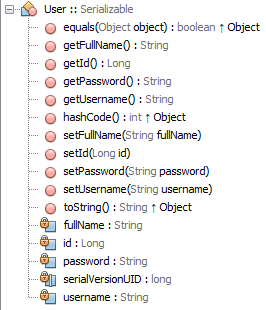 User :: Serializable
equals(Object object) : boolean ↑ Object
getFullName() : String
getId() : Long
getPassword() : String
getUsername() : String
hashCode() : int ↑ Object
setFullName(String fullName)
setId(Long id)
setPassword(String password)
setUsername(String username)
toString() : String ↑ Object
fullName : String
id : Long
password : String
serialVersionUID : long
username : String